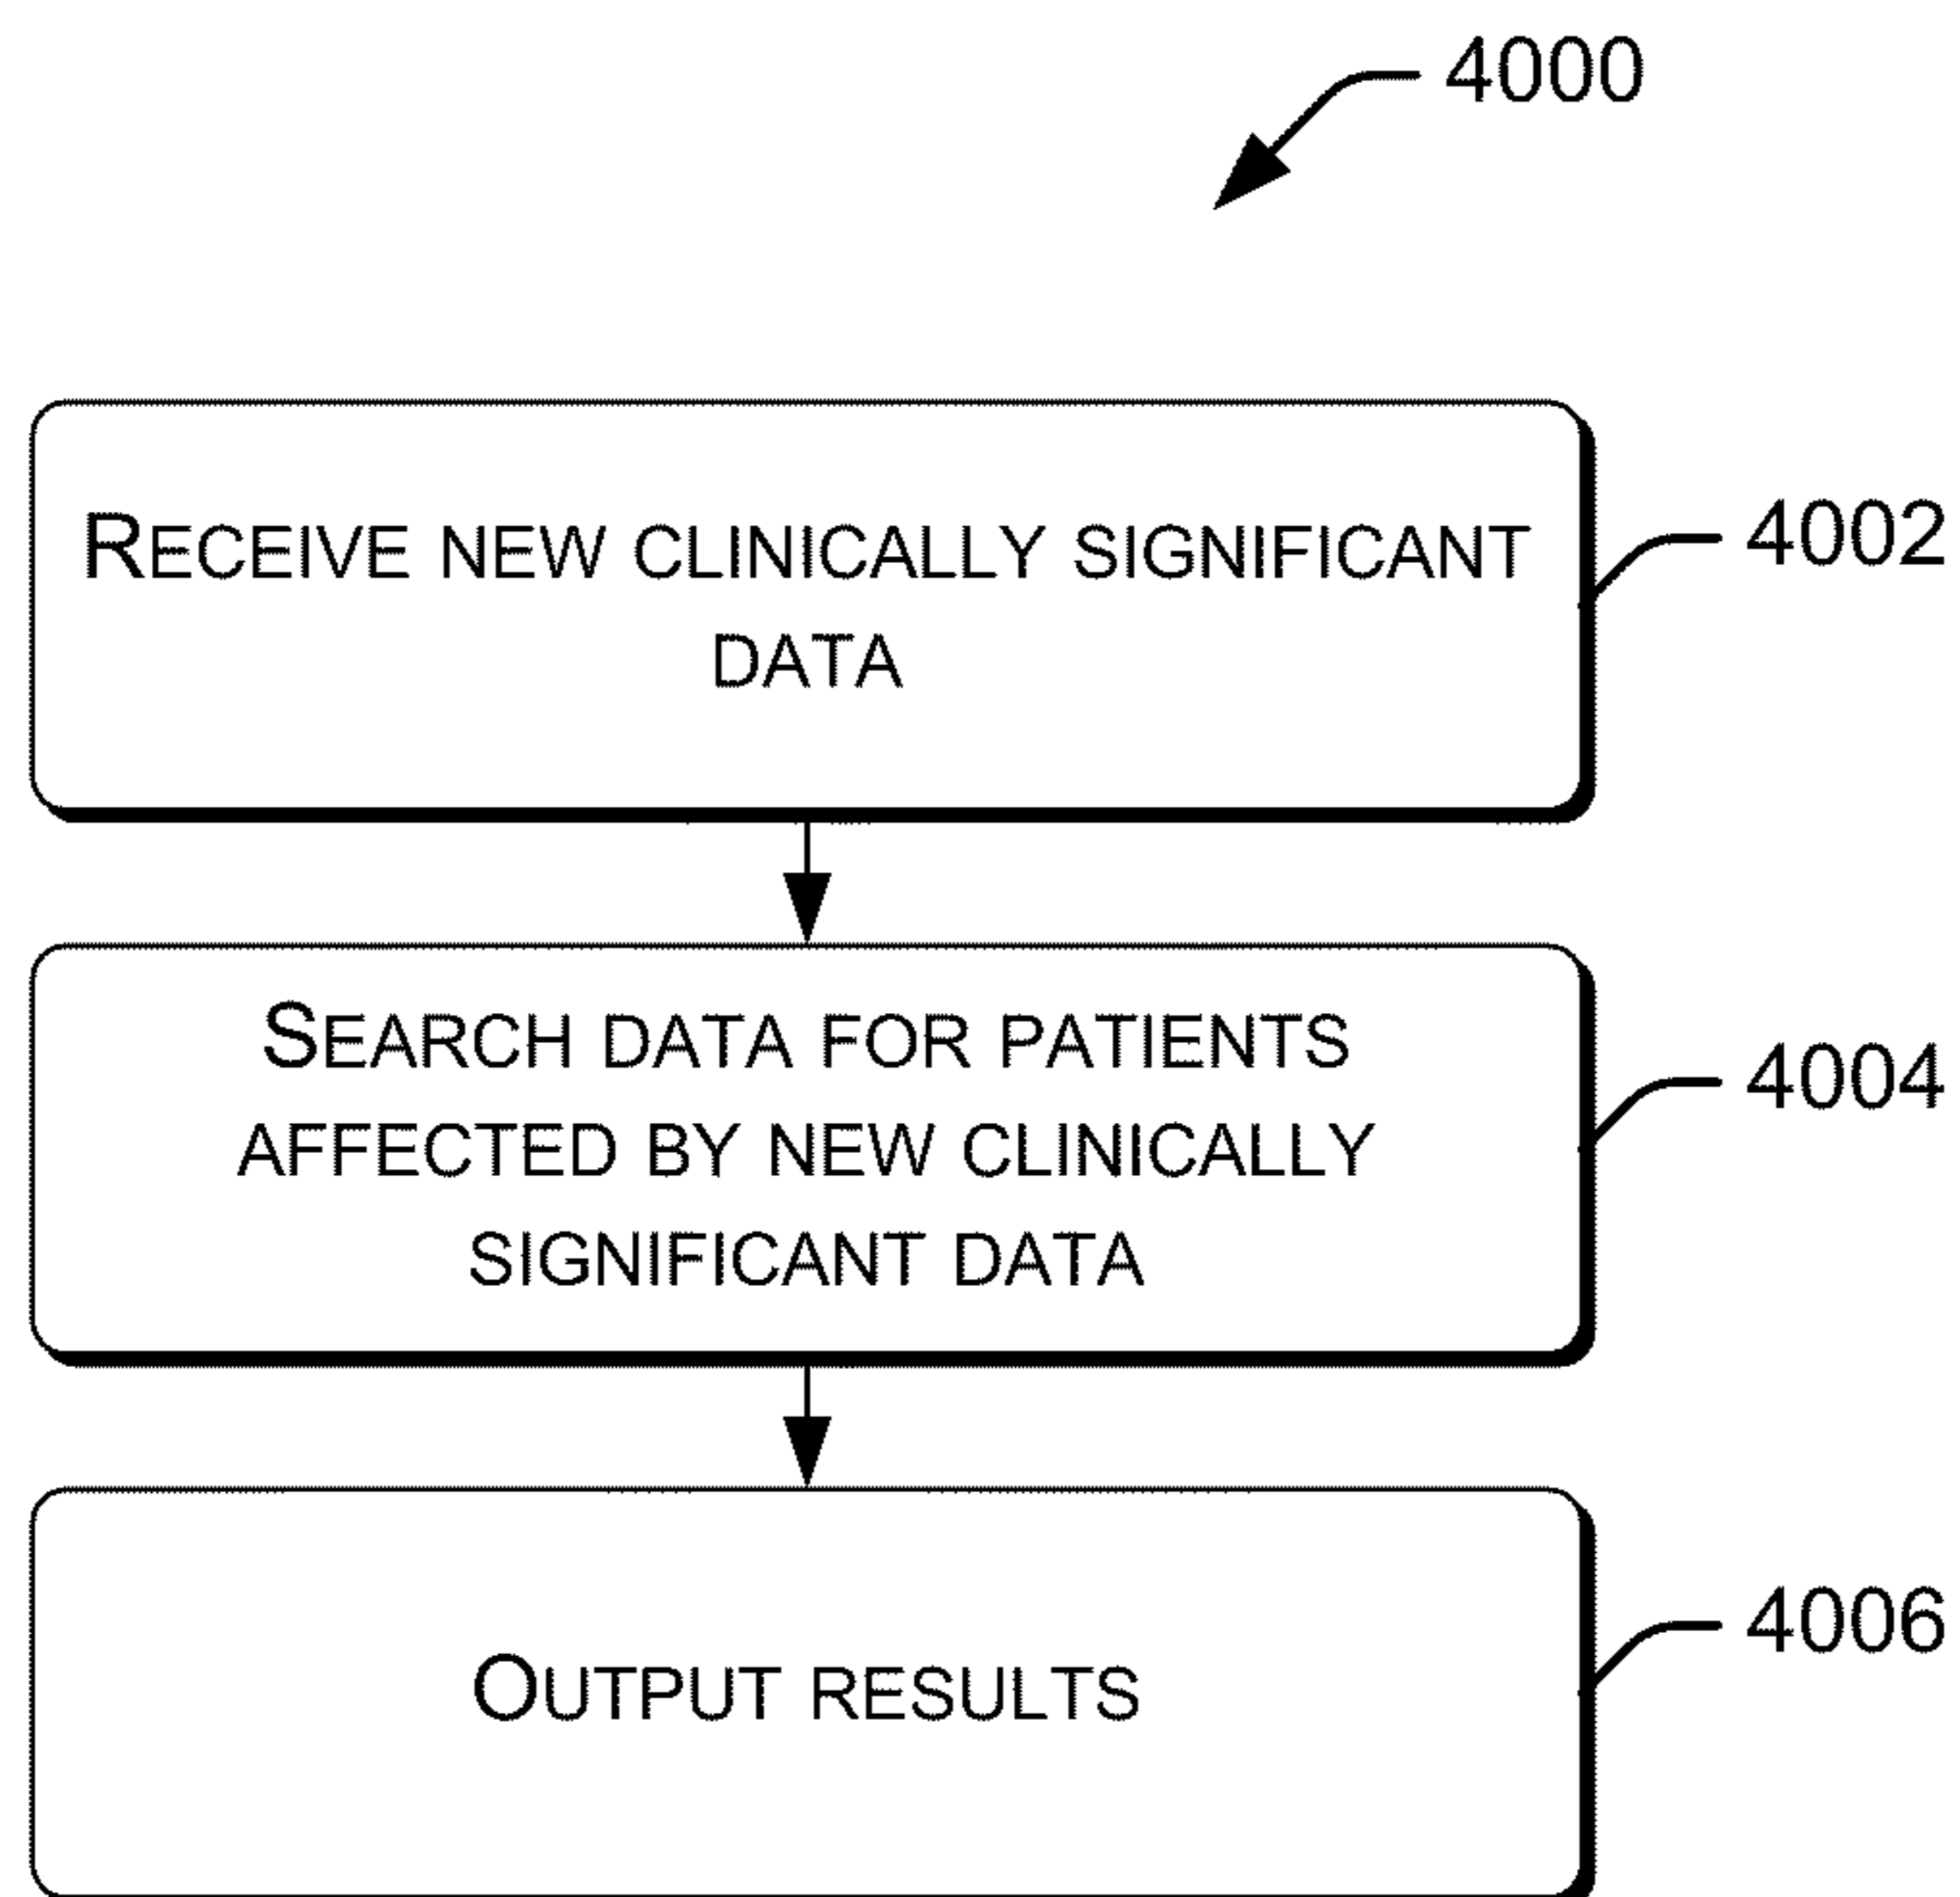 4000
RECEIVE NEW CLINICALLY SIGNIFICANT
DATA
4002
SEARCH DATA FOR PATIENTS
AFFECTED BY NEW CLINICALLY
SIGNIFICANT DATA
4004
OUTPUT RESULTS
4006